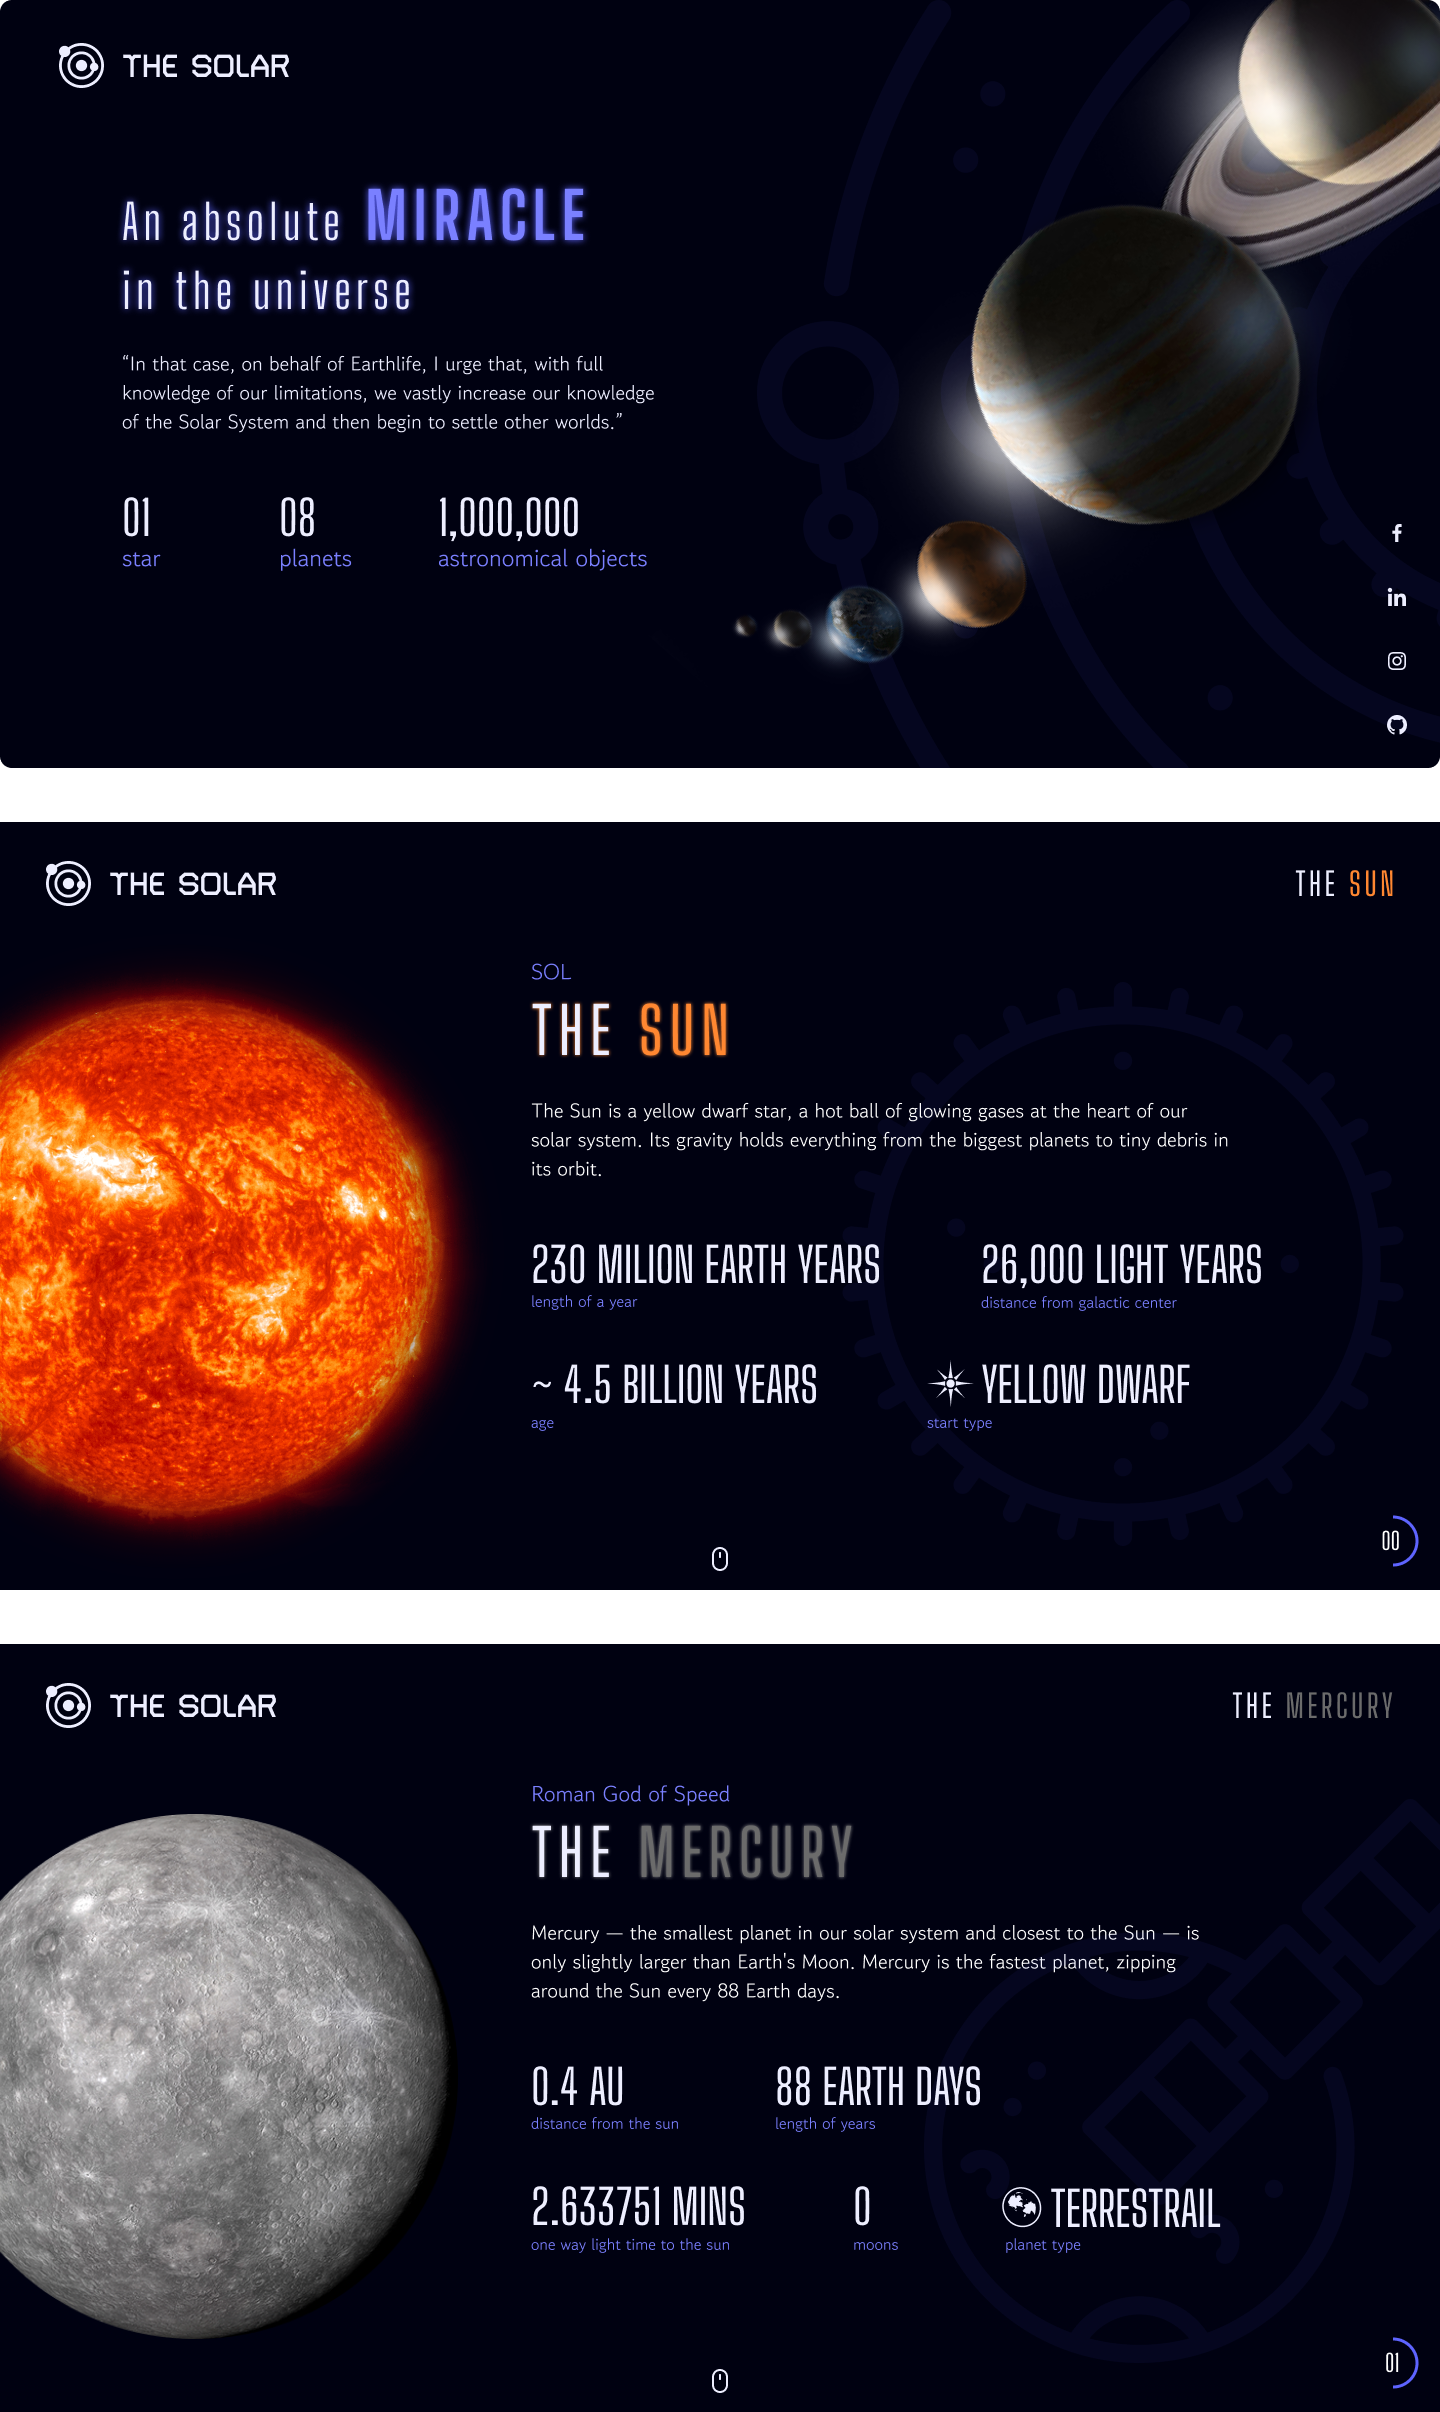 THE SOLAR
An absolute MIRACLE
in the universe
“In that case, on behalf of Earthlife, I urge that, with full
knowledge of our limitations, we vastly increase our knowledge
of the Solar System and then begin to settle other worlds.”
01
star
08
planets
1,000,000
astronomical objects
THE SOLAR
THE SUN
SOL
THE SUN
The Sun is a yellow dwarf star, a hot ball of glowing gases at the heart of our
solar system. Its gravity holds everything from the biggest planets to tiny debris in
its orbit.
230 MILION EARTH YEARS
length of a year
26,000 LIGHT YEARS
distance from galactic center
~ 4.5 BILLION YEARS
age
YELLOW DWARF
start type
00
THE SOLAR
THE MERCURY
Roman God of Speed
THE MERCURY
Mercury — the smallest planet in our solar system and closest to the Sun — is
only slightly larger than Earth's Moon. Mercury is the fastest planet, zipping
around the Sun every 88 Earth days.
0.4 AU
distance from the sun
88 EARTH DAYS
length of years
2.633751 MINS
one way light time to the sun
0
moons
TERRESTRAIL
planet type
01